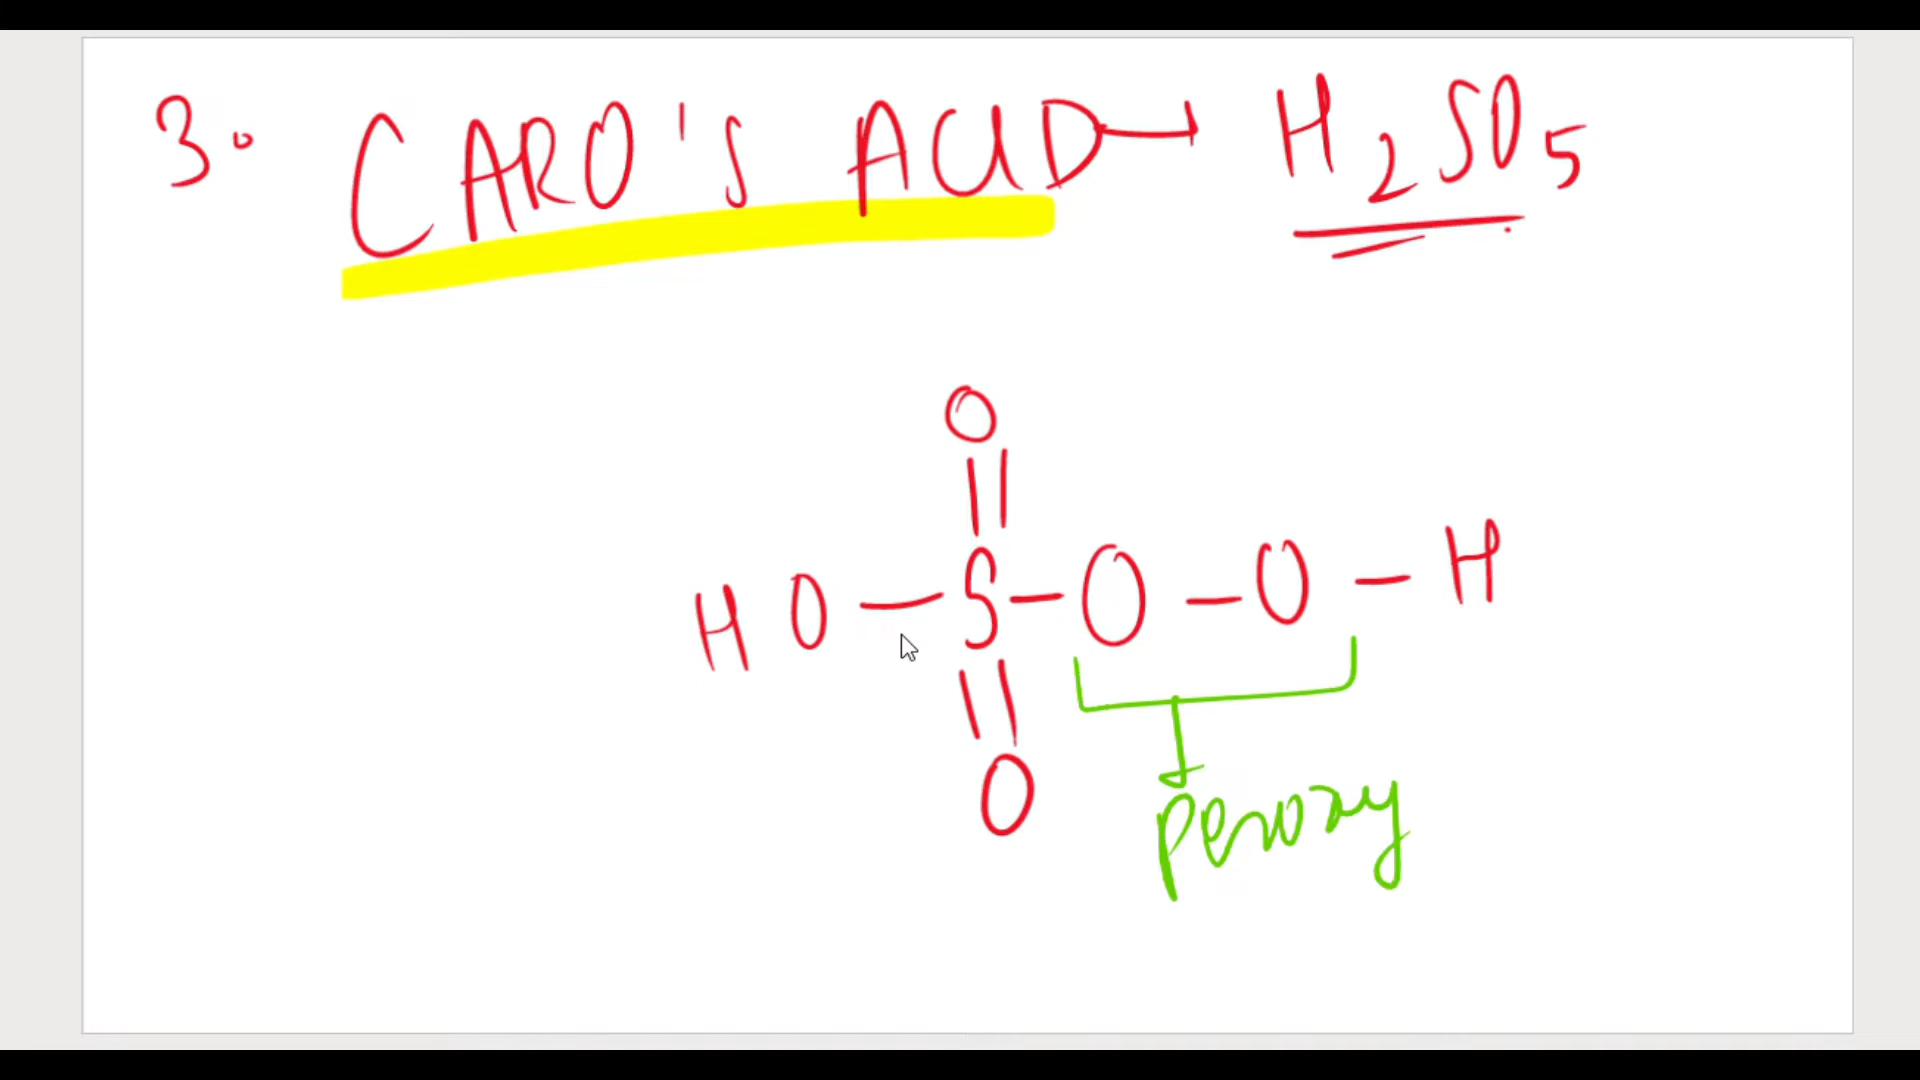 3. CARO'S ACID → H2SO5
O
HO - S - O - O - H
O
Peroxy